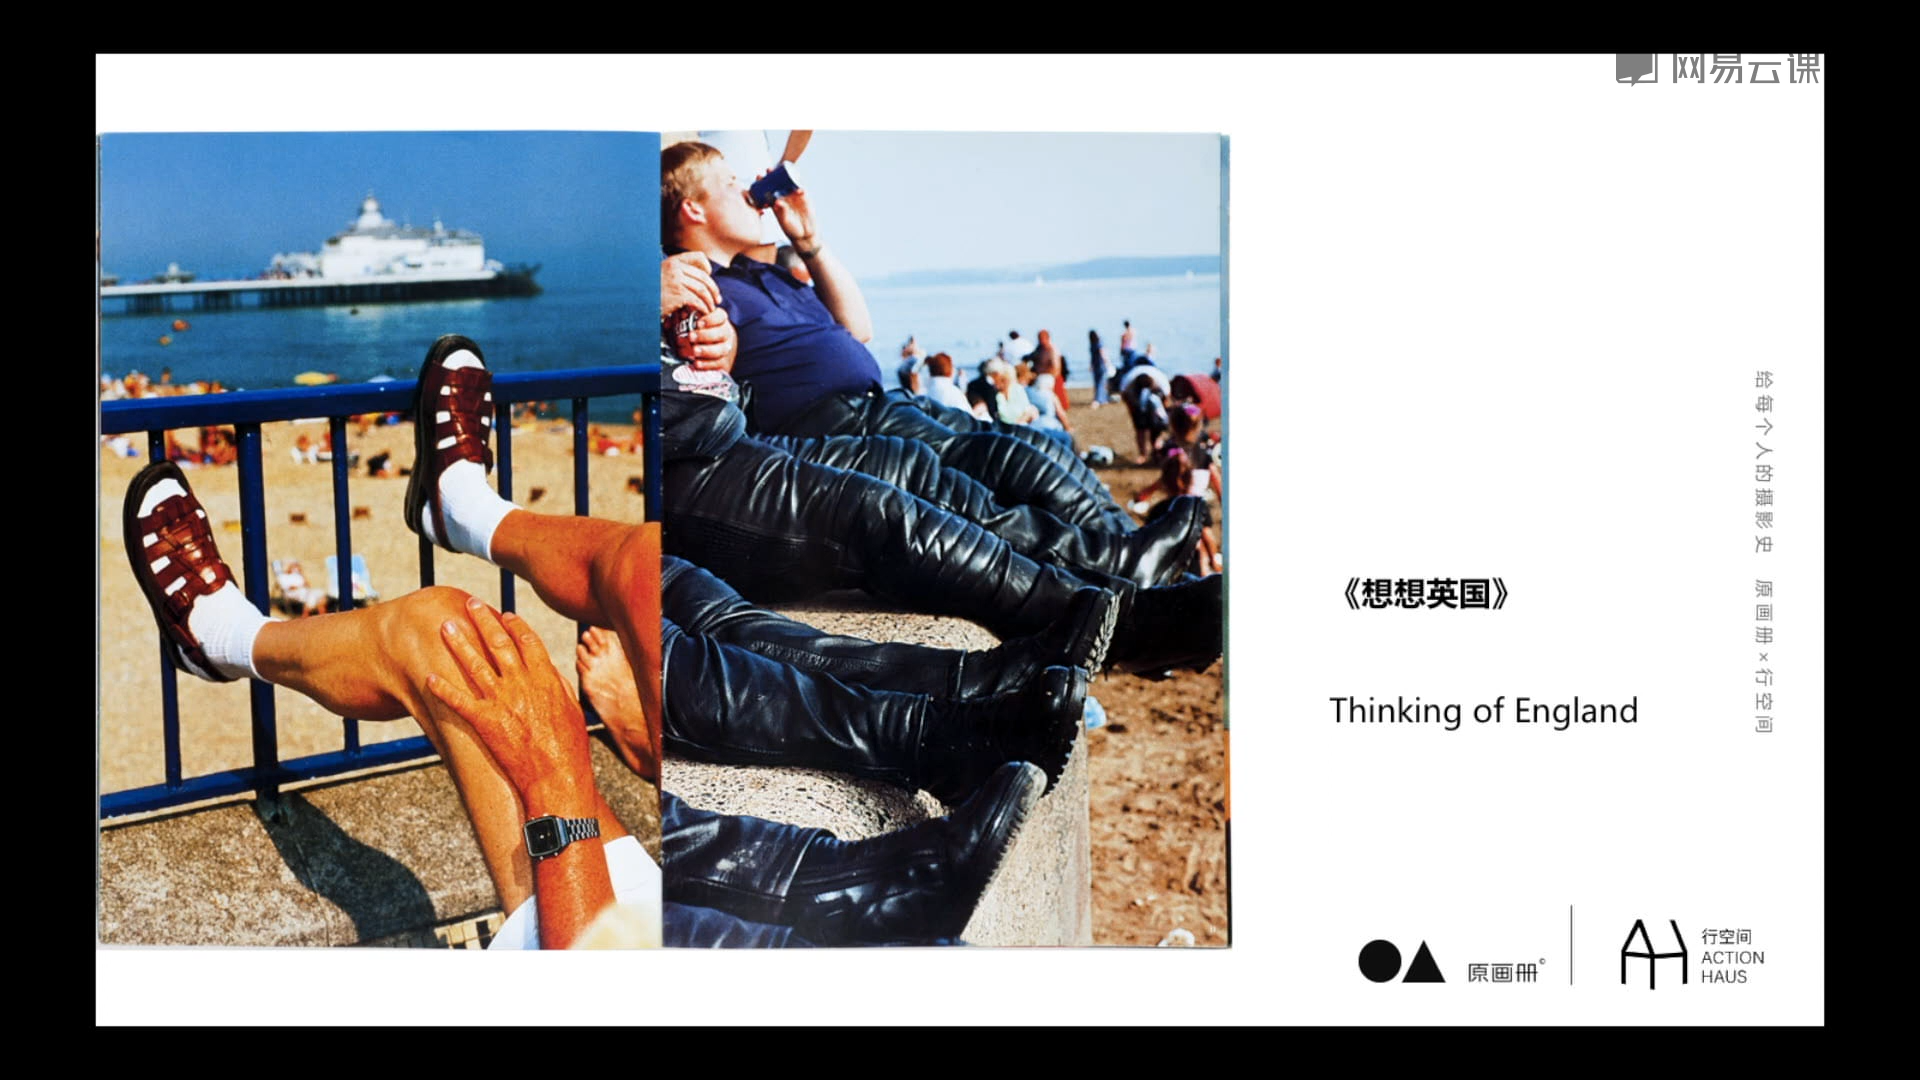 网易云课
《想想英国》
Thinking of England
给每个人的摄影史 原画册×行空间
原画册©
行空间
ACTION
HAUS